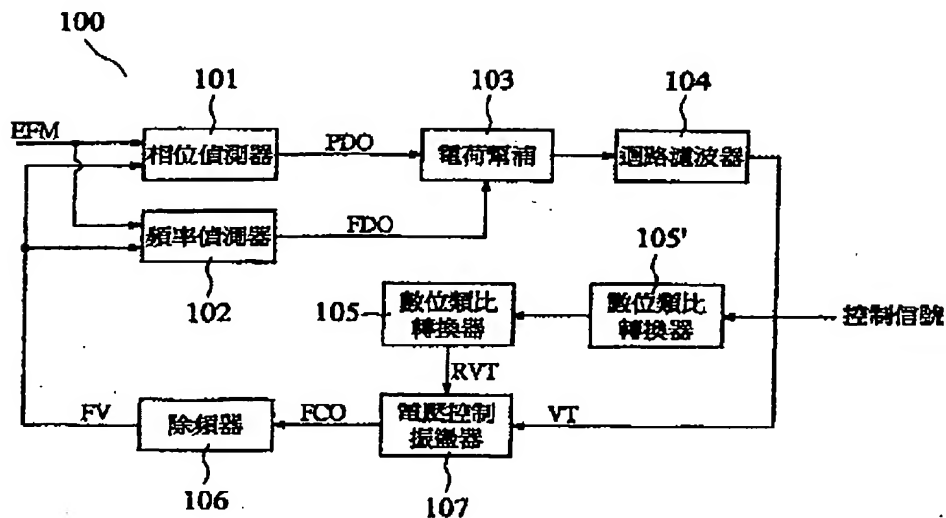 100
101
103
104
EFM
相位偵測器
PDO
電荷幫浦
迴路濾波器
頻率偵測器
FDO
102
105'
105
數位類比
轉換器
數位類比
轉換器
控制信號
RVT
FV
除頻器
FCO
電壓控制
振盪器
VT
106
107